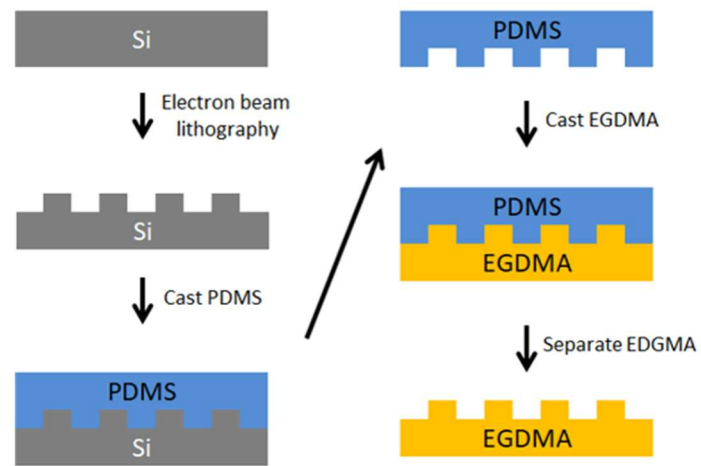 Si
Electron beam
lithography
Si
Cast PDMS
PDMS
Si
PDMS
Cast EGDMA
PDMS
EGDMA
Separate EDGMA
EGDMA